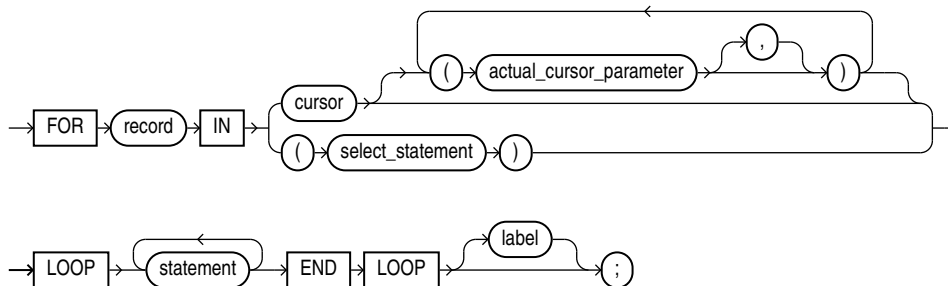 ( actual_cursor_parameter , )
cursor
FOR record IN
( select_statement )
LOOP statement END LOOP label ;